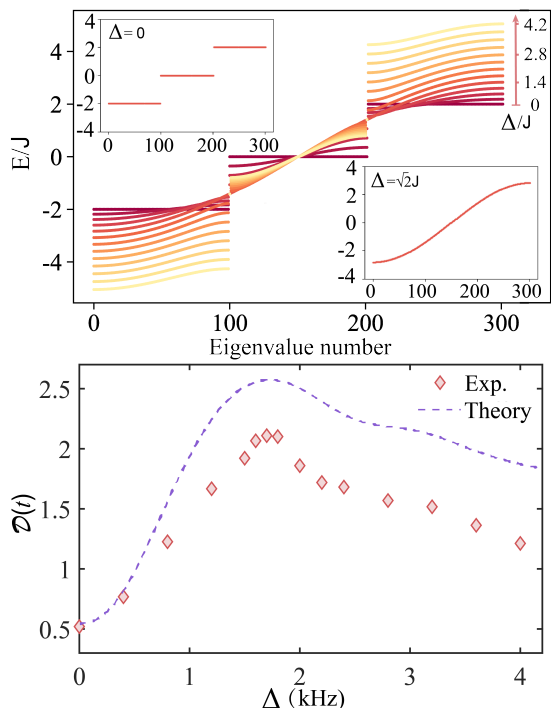 Δ = 0
4
2
0
-2
-4
0 100 200 300
4.2
2.8
1.4
0
Δ/J
Δ=√2J
4
2
0
-2
-4
0 100 200 300
E/J
4
2
0
-2
-4
0 100 200 300
Eigenvalue number
Exp.
Theory
𝒟(t)
2.5
2
1.5
1
0.5
0 1 2 3 4
Δ (kHz)